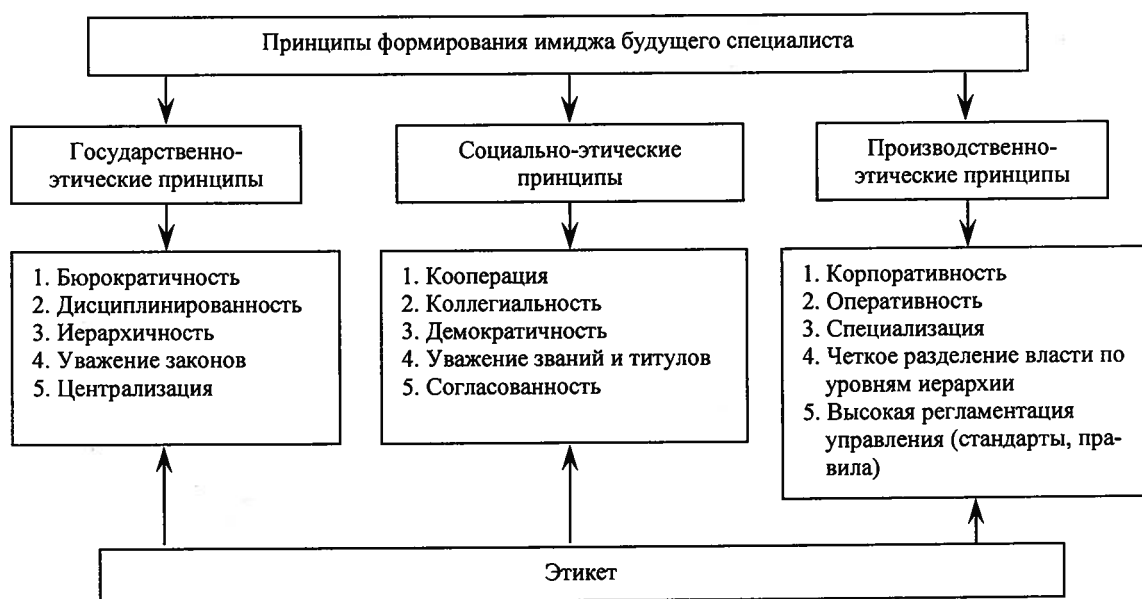 Принципы формирования имиджа будущего специалиста
Государственно-
этические принципы
Социально-этические
принципы
Производственно-
этические принципы
1. Бюрократичность
2. Дисциплинированность
3. Иерархичность
4. Уважение законов
5. Централизация
1. Кооперация
2. Коллегиальность
3. Демократичность
4. Уважение званий и титулов
5. Согласованность
1. Корпоративность
2. Оперативность
3. Специализация
4. Четкое разделение власти по
уровням иерархии
5. Высокая регламентация
управления (стандарты, пра-
вила)
Этикет